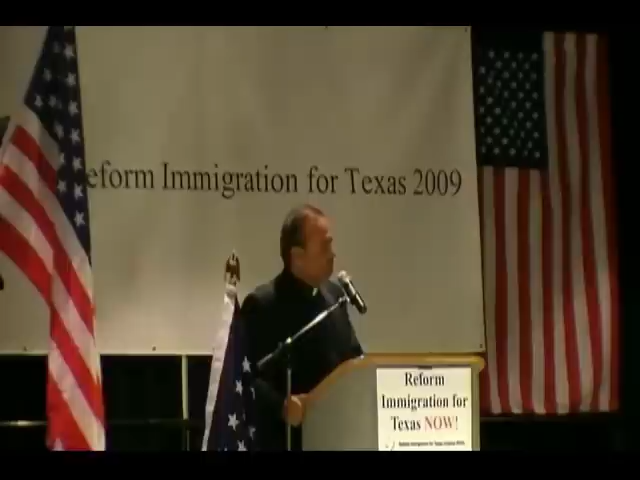 eform Immigration for Texas 2009
Reform
Immigration for
Texas NOW!